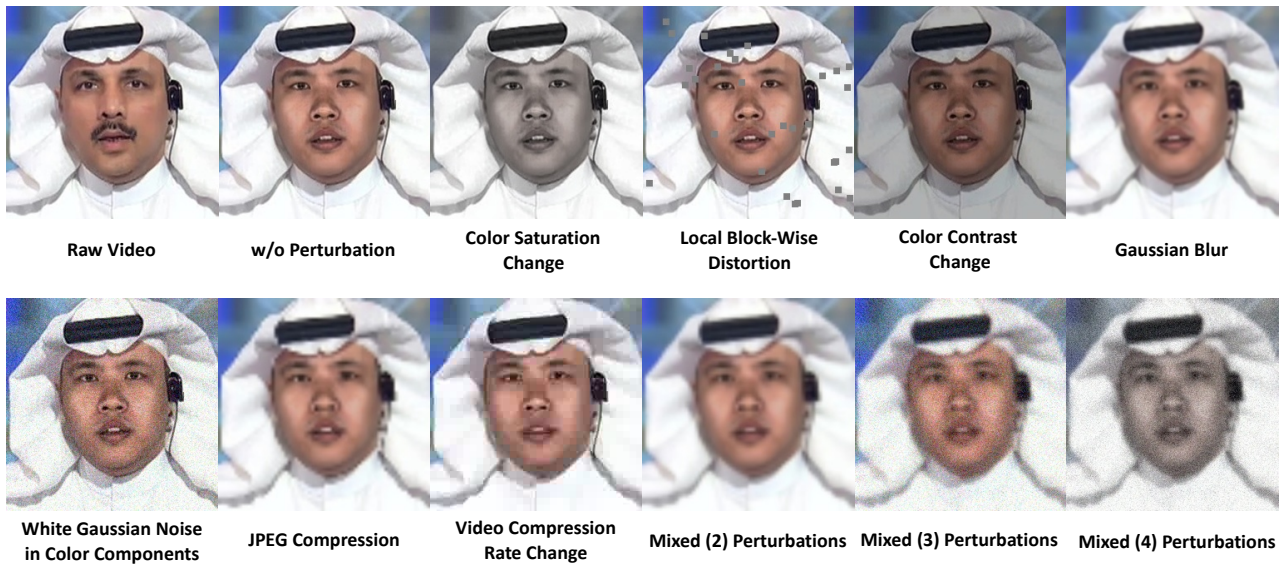 Raw Video
w/o Perturbation
Color Saturation
Change
Local Block-Wise
Distortion
Color Contrast
Change
Gaussian Blur
White Gaussian Noise
in Color Components
JPEG Compression
Video Compression
Rate Change
Mixed (2) Perturbations
Mixed (3) Perturbations
Mixed (4) Perturbations